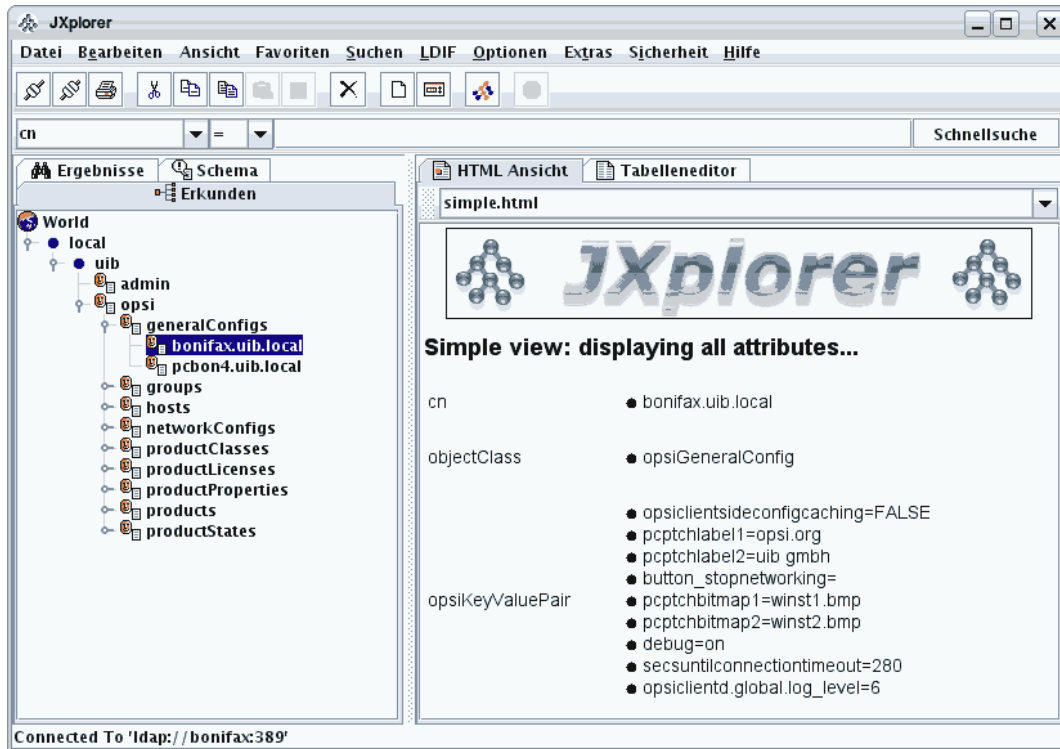 JXplorer
Datei Bearbeiten Ansicht Favoriten Suchen LDIF Optionen Extras Sicherheit Hilfe
cn = Schnellsuche
Ergebnisse Schema
Erkunden
World
local
uib
admin
opsi
generalConfigs
bonifax.uib.local
pcbon4.uib.local
groups
hosts
networkConfigs
productClasses
productLicenses
productProperties
products
productStates
HTML Ansicht Tabelleneditor
simple.html
JXplorer
Simple view: displaying all attributes...
cn bonifax.uib.local
objectClass opsiGeneralConfig
opsiKeyValuePair
opsiclientsideconfigcaching=FALSE
pcptchlabel1=opsi.org
pcptchlabel2=uib gmbh
button_stopnetworking=
pcptchbitmap1=winst1.bmp
pcptchbitmap2=winst2.bmp
debug=on
secsuntilconnectiontimeout=280
opsiclientd.global.log_level=6
Connected To 'ldap://bonifax:389'